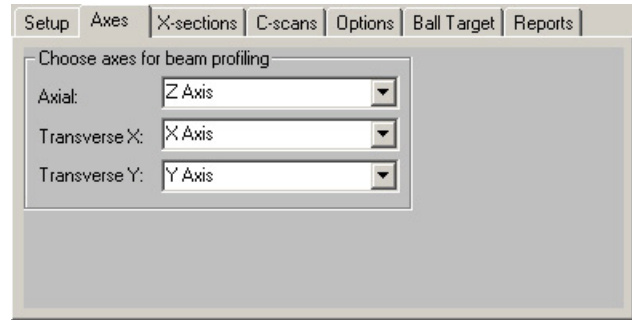 Setup Axes X-sections C-scans Options Ball Target Reports
Choose axes for beam profiling
Axial: Z Axis
Transverse X: X Axis
Transverse Y: Y Axis